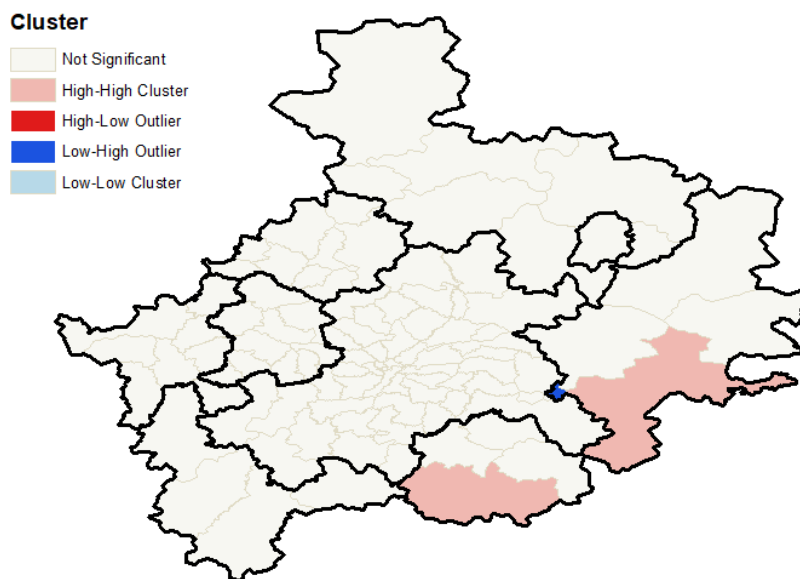 Cluster
Not Significant
High-High Cluster
High-Low Outlier
Low-High Outlier
Low-Low Cluster